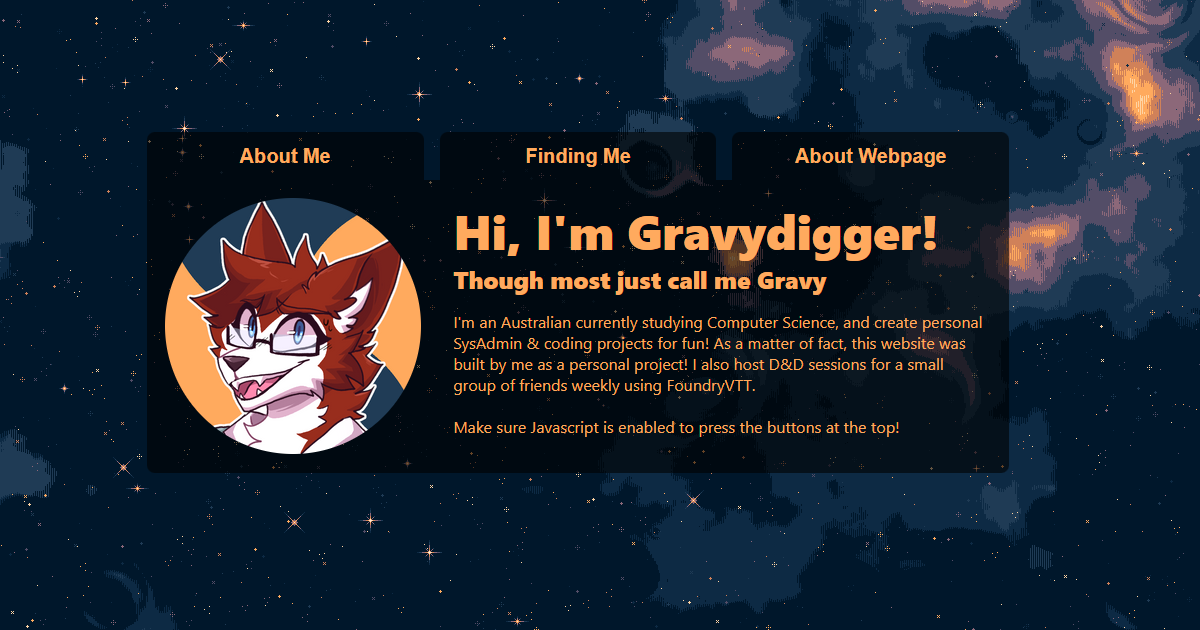 About Me
Finding Me
About Webpage
Hi, I'm Gravydigger!
Though most just call me Gravy
I'm an Australian currently studying Computer Science, and create personal
SysAdmin & coding projects for fun! As a matter of fact, this website was
built by me as a personal project! I also host D&D sessions for a small
group of friends weekly using FoundryVTT.
Make sure Javascript is enabled to press the buttons at the top!